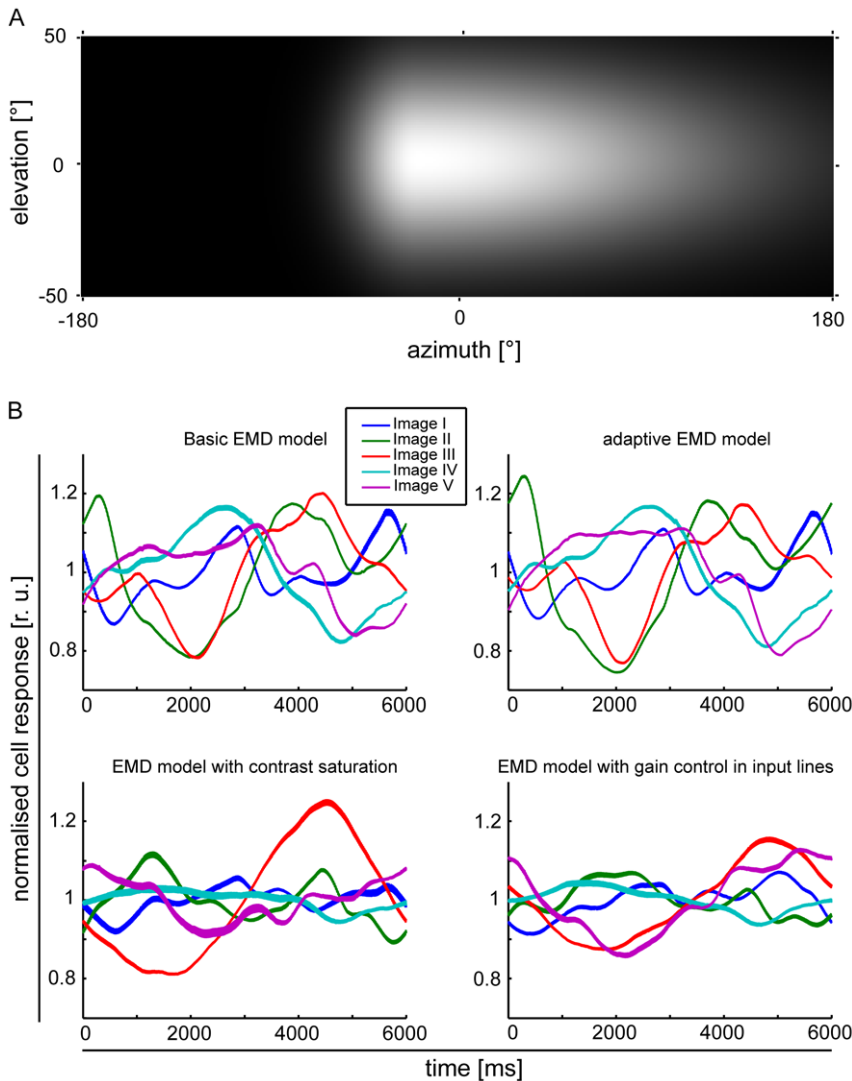 A
50
elevation [°]
0
-50
-180
0
180
azimuth [°]
B
Image I
Image II
Image III
Image IV
Image V
Basic EMD model
adaptive EMD model
normalised cell response [r. u.]
1.2
1
0.8
0 2000 4000 6000
1.2
1
0.8
0 2000 4000 6000
EMD model with contrast saturation
EMD model with gain control in input lines
1.2
1
0.8
0 2000 4000 6000
1.2
1
0.8
0 2000 4000 6000
time [ms]